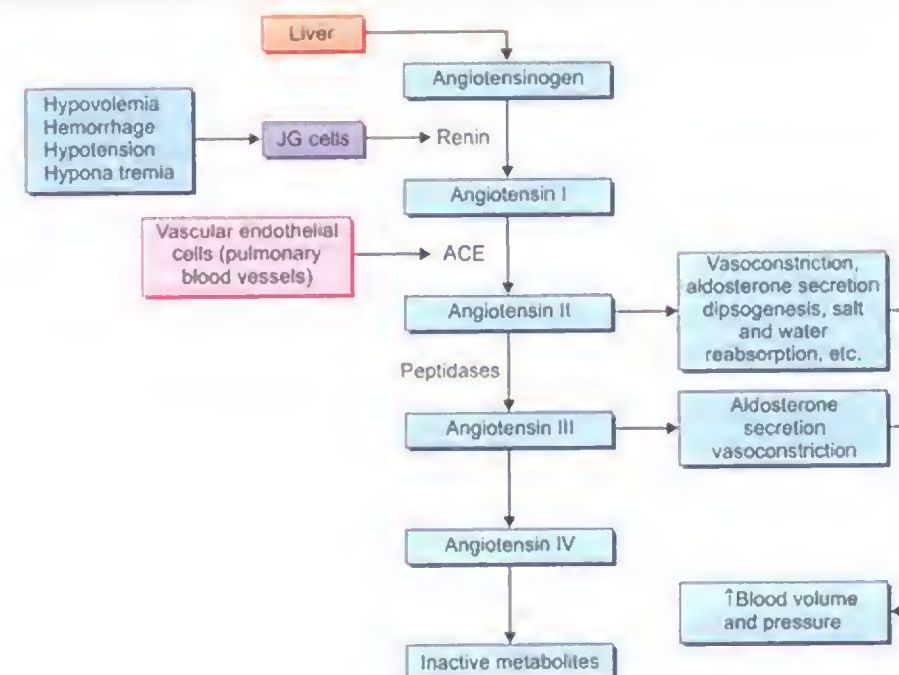 Liver
Angiotensinogen
Hypovolemia
Hemorrhage
Hypotension
Hypona tremia
JG cells
Renin
Angiotensin I
Vascular endothelial
cells (pulmonary
blood vessels)
ACE
Angiotensin II
Vasoconstriction,
aldosterone secretion
dipsogenesis, salt
and water
reabsorption, etc.
Peptidases
Angiotensin III
Aldosterone
secretion
vasoconstriction
Angiotensin IV
↑Blood volume
and pressure
Inactive metabolites